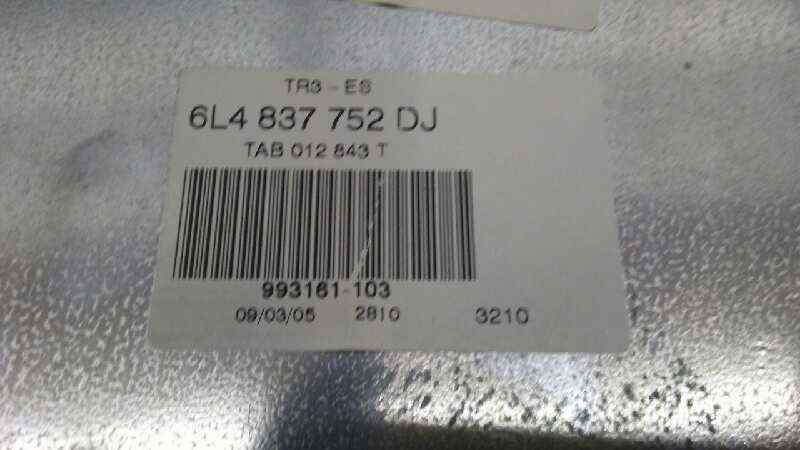 TR3 - ES
6L4 837 752 DJ
TAB 012 843 T
993161-103
09/03/05 2810 3210